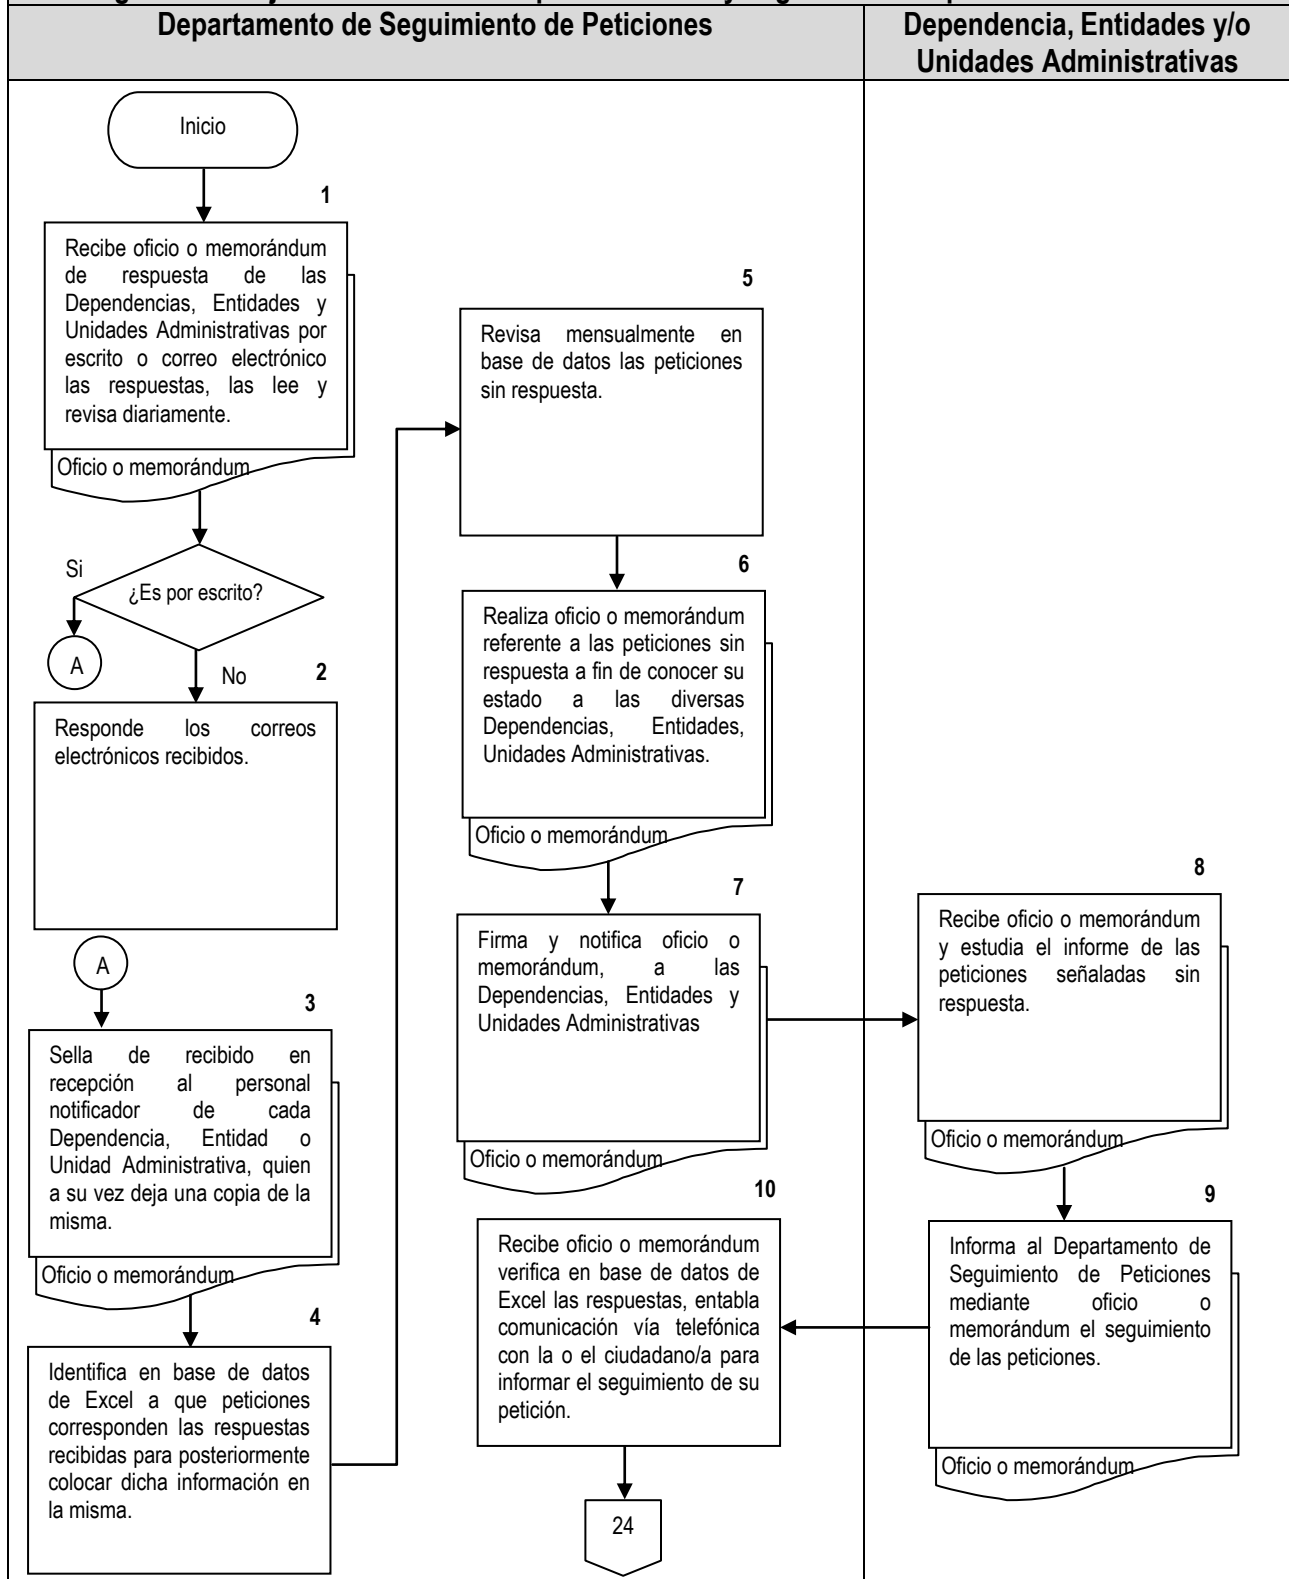 Departamento de Seguimiento de Peticiones
Dependencia, Entidades y/o
Unidades Administrativas
Inicio
1
Recibe oficio o memorándum
de respuesta de las
Dependencias, Entidades y
Unidades Administrativas por
escrito o correo electrónico
las respuestas, las lee y
revisa diariamente.
Oficio o memorándum
¿Es por escrito?
Si
A
No
2
Responde los correos
electrónicos recibidos.
A
3
Sella de recibido en
recepción al personal
notificador de cada
Dependencia, Entidad o
Unidad Administrativa, quien
a su vez deja una copia de la
misma.
Oficio o memorándum
4
Identifica en base de datos
de Excel a que peticiones
corresponden las respuestas
recibidas para posteriormente
colocar dicha información en
la misma.
5
Revisa mensualmente en
base de datos las peticiones
sin respuesta.
6
Realiza oficio o memorándum
referente a las peticiones sin
respuesta a fin de conocer su
estado a las diversas
Dependencias, Entidades,
Unidades Administrativas.
Oficio o memorándum
7
Firma y notifica oficio o
memorándum, a las
Dependencias, Entidades y
Unidades Administrativas
Oficio o memorándum
8
Recibe oficio o memorándum
y estudia el informe de las
peticiones señaladas sin
respuesta.
Oficio o memorándum
9
Informa al Departamento de
Seguimiento de Peticiones
mediante oficio o
memorándum el seguimiento
de las peticiones.
Oficio o memorándum
10
Recibe oficio o memorándum
verifica en base de datos de
Excel las respuestas, entabla
comunicación vía telefónica
con la o el ciudadano/a para
informar el seguimiento de su
petición.
24